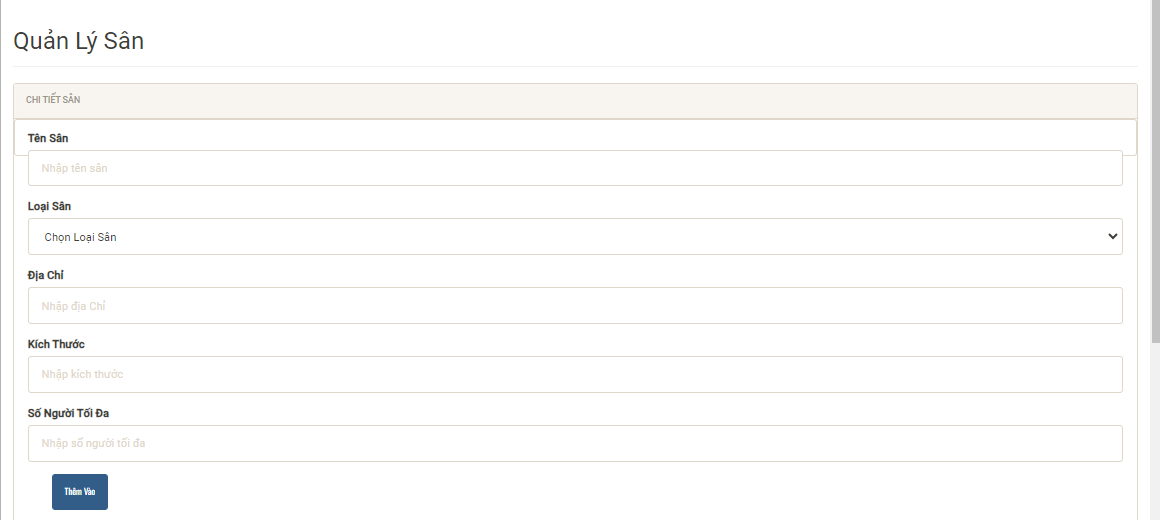 Quản Lý Sân
CHI TIẾT SÂN
Tên Sân
Nhập tên sân
Loại Sân
Chọn Loại Sân
Địa Chỉ
Nhập địa Chỉ
Kích Thước
Nhập kích thước
Số Người Tối Đa
Nhập số người tối đa
Thêm Vào